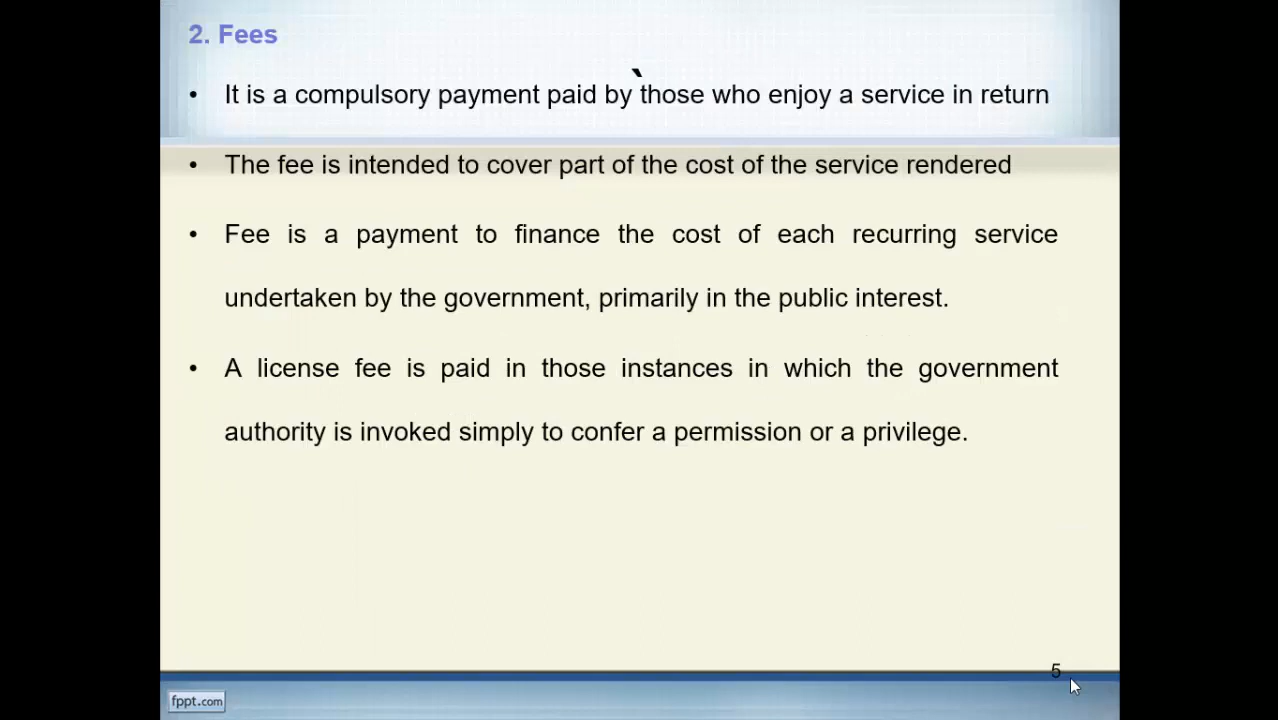 2. Fees
`
• It is a compulsory payment paid by those who enjoy a service in return
• The fee is intended to cover part of the cost of the service rendered
• Fee is a payment to finance the cost of each recurring service
undertaken by the government, primarily in the public interest.
• A license fee is paid in those instances in which the government
authority is invoked simply to confer a permission or a privilege.
5
fppt.com